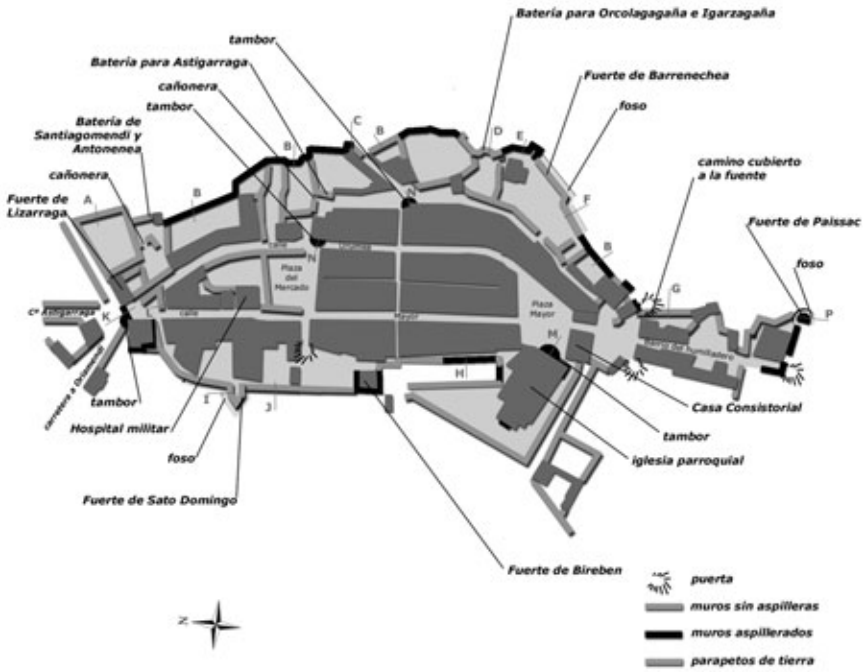 Batería para Orcolagagaña e Igarzagaña
tambor
Batería para Astigarraga
Fuerte de Barrenechea
cañonera
tambor
foso
Batería de
Santiagomendi y
Antonenea
camino cubierto
a la fuente
cañonera
Fuerte de
Lizarraga
Fuerte de Paissac
foso
C
B
D
E
B
A
B
N
F
B
calle
N
Plaza
del
Mercado
G
P
Plaza
Mayor
K
L
calle
Mayor
M
H
I
J
carretera a Oriamendi
tambor
Hospital militar
foso
Fuerte de Sato Domingo
Casa Consistorial
tambor
iglesia parroquial
Fuerte de Bireben
N
puerta
muros sin aspilleras
muros aspillerados
parapetos de tierra